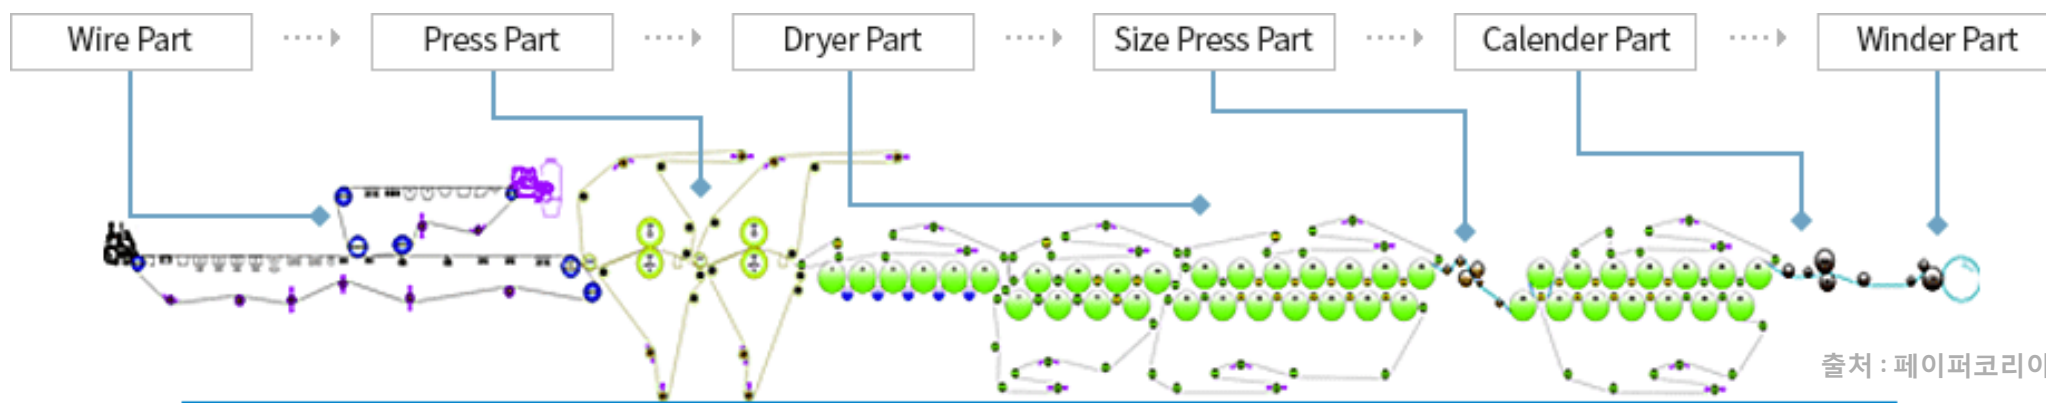 Wire Part
Press Part
Dryer Part
Size Press Part
Calender Part
Winder Part
출처 : 페이퍼코리아